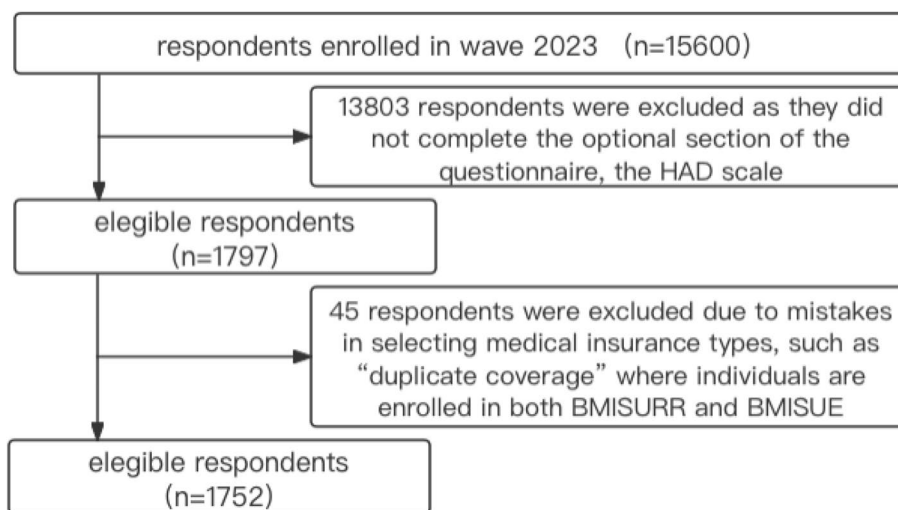 respondents enrolled in wave 2023 (n=15600)
13803 respondents were excluded as they did
not complete the optional section of the
questionnaire, the HAD scale
elegible respondents
(n=1797)
45 respondents were excluded due to mistakes
in selecting medical insurance types, such as
“duplicate coverage” where individuals are
enrolled in both BMISURR and BMISUE
elegible respondents
(n=1752)